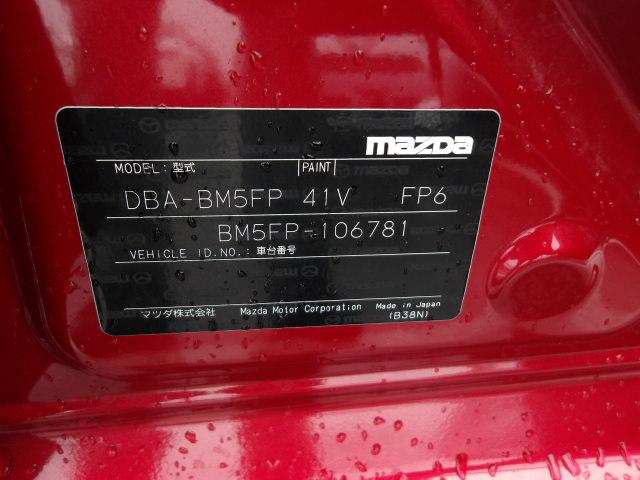 mazda
MODEL:型式 PAINT
DBA-BM5FP 41V FP6
BM5FP-106781
VEHICLE ID.NO.:車台番号
マツダ株式会社 Mazda Motor Corporation Made in Japan
(B38N)